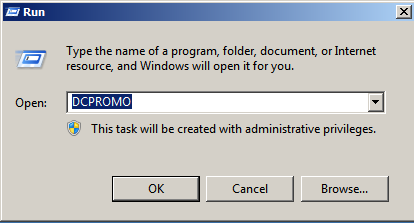 Run
Type the name of a program, folder, document, or Internet
resource, and Windows will open it for you.
Open: DCPROMO
This task will be created with administrative privileges.
OK Cancel Browse...